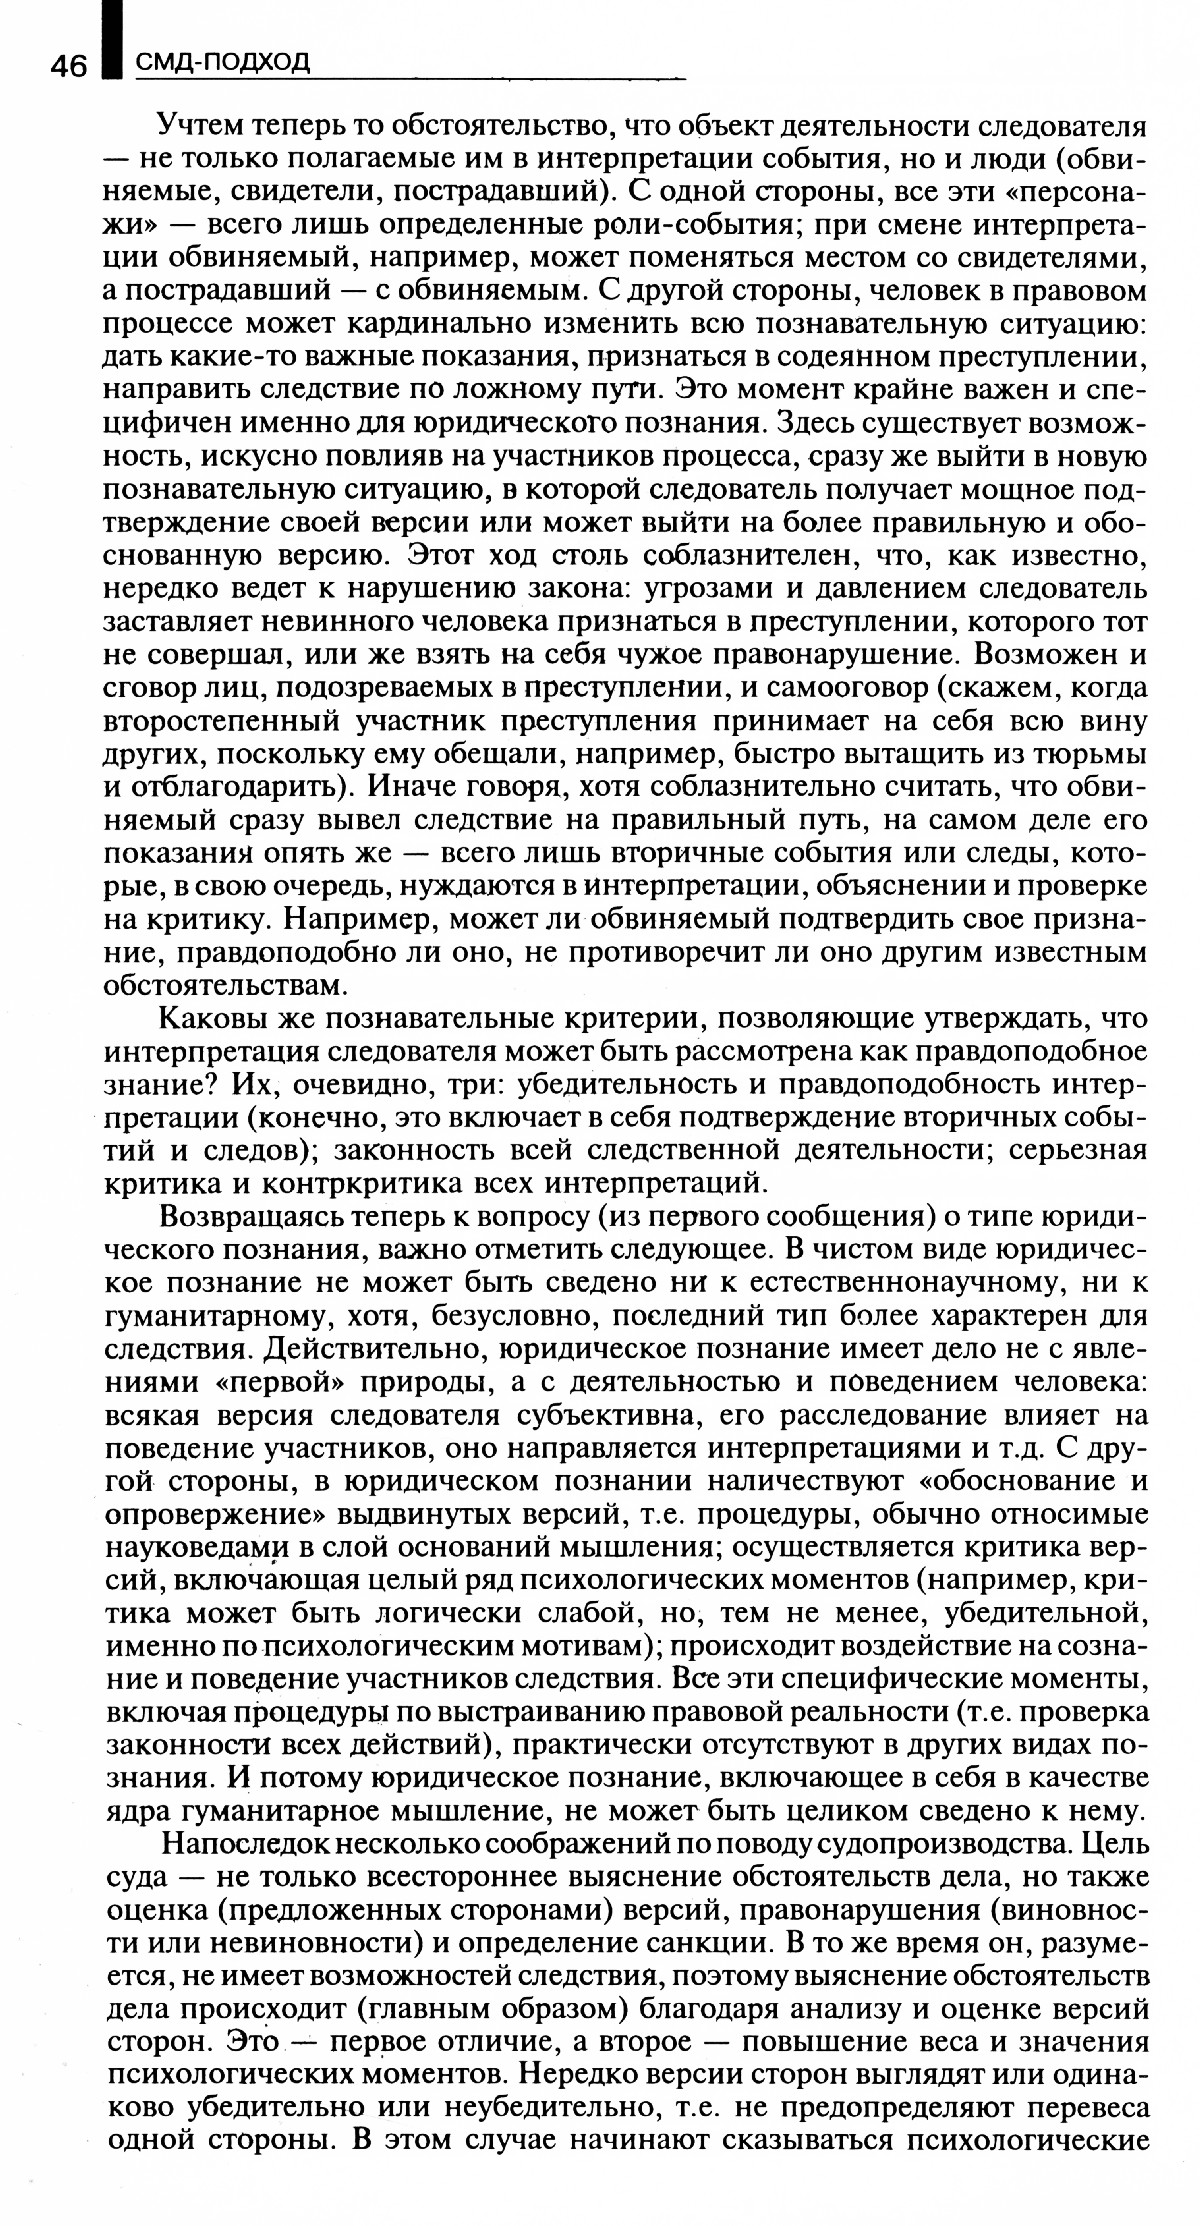 46 СМД-ПОДХОД
Учтем теперь то обстоятельство, что объект деятельности следователя
— не только полагаемые им в интерпретации события, но и люди (обви-
няемые, свидетели, пострадавший). С одной стороны, все эти «персона-
жи» — всего лишь определенные роли-события; при смене интерпрета-
ции обвиняемый, например, может поменяться местом со свидетелями,
а пострадавший — с обвиняемым. С другой стороны, человек в правовом
процессе может кардинально изменить всю познавательную ситуацию:
дать какие-то важные показания, признаться в содеянном преступлении,
направить следствие по ложному пути. Это момент крайне важен и спе-
цифичен именно для юридического познания. Здесь существует возмож-
ность, искусно повлияв на участников процесса, сразу же выйти в новую
познавательную ситуацию, в которой следователь получает мощное под-
тверждение своей версии или может выйти на более правильную и обо-
снованную версию. Этот ход столь соблазнителен, что, как известно,
нередко ведет к нарушению закона: угрозами и давлением следователь
заставляет невинного человека признаться в преступлении, которого тот
не совершал, или же взять на себя чужое правонарушение. Возможен и
сговор лиц, подозреваемых в преступлении, и самооговор (скажем, когда
второстепенный участник преступления принимает на себя всю вину
других, поскольку ему обещали, например, быстро вытащить из тюрьмы
и отблагодарить). Иначе говоря, хотя соблазнительно считать, что обви-
няемый сразу вывел следствие на правильный путь, на самом деле его
показания опять же — всего лишь вторичные события или следы, кото-
рые, в свою очередь, нуждаются в интерпретации, объяснении и проверке
на критику. Например, может ли обвиняемый подтвердить свое призна-
ние, правдоподобно ли оно, не противоречит ли оно другим известным
обстоятельствам.
Каковы же познавательные критерии, позволяющие утверждать, что
интерпретация следователя может быть рассмотрена как правдоподобное
знание? Их, очевидно, три: убедительность и правдоподобность интер-
претации (конечно, это включает в себя подтверждение вторичных собы-
тий и следов); законность всей следственной деятельности; серьезная
критика и контркритика всех интерпретаций.
Возвращаясь теперь к вопросу (из первого сообщения) о типе юриди-
ческого познания, важно отметить следующее. В чистом виде юридичес-
кое познание не может быть сведено ни к естественнонаучному, ни к
гуманитарному, хотя, безусловно, последний тип более характерен для
следствия. Действительно, юридическое познание имеет дело не с явле-
ниями «первой» природы, а с деятельностью и поведением человека:
всякая версия следователя субъективна, его расследование влияет на
поведение участников, оно направляется интерпретациями и т.д. С дру-
гой стороны, в юридическом познании наличествуют «обоснование и
опровержение» выдвинутых версий, т.е. процедуры, обычно относимые
науковедами в слой оснований мышления; осуществляется критика вер-
сий, включающая целый ряд психологических моментов (например, кри-
тика может быть логически слабой, но, тем не менее, убедительной,
именно по психологическим мотивам); происходит воздействие на созна-
ние и поведение участников следствия. Все эти специфические моменты,
включая процедуры по выстраиванию правовой реальности (т.е. проверка
законности всех действий), практически отсутствуют в других видах по-
знания. И потому юридическое познание, включающее в себя в качестве
ядра гуманитарное мышление, не может быть целиком сведено к нему.
Напоследок несколько соображений по поводу судопроизводства. Цель
суда — не только всестороннее выяснение обстоятельств дела, но также
оценка (предложенных сторонами) версий, правонарушения (виновнос-
ти или невиновности) и определение санкции. В то же время он, разуме-
ется, не имеет возможностей следствия, поэтому выяснение обстоятельств
дела происходит (главным образом) благодаря анализу и оценке версий
сторон. Это — первое отличие, а второе — повышение веса и значения
психологических моментов. Нередко версии сторон выглядят или одина-
ково убедительно или неубедительно, т.е. не предопределяют перевеса
одной стороны. В этом случае начинают сказываться психологические